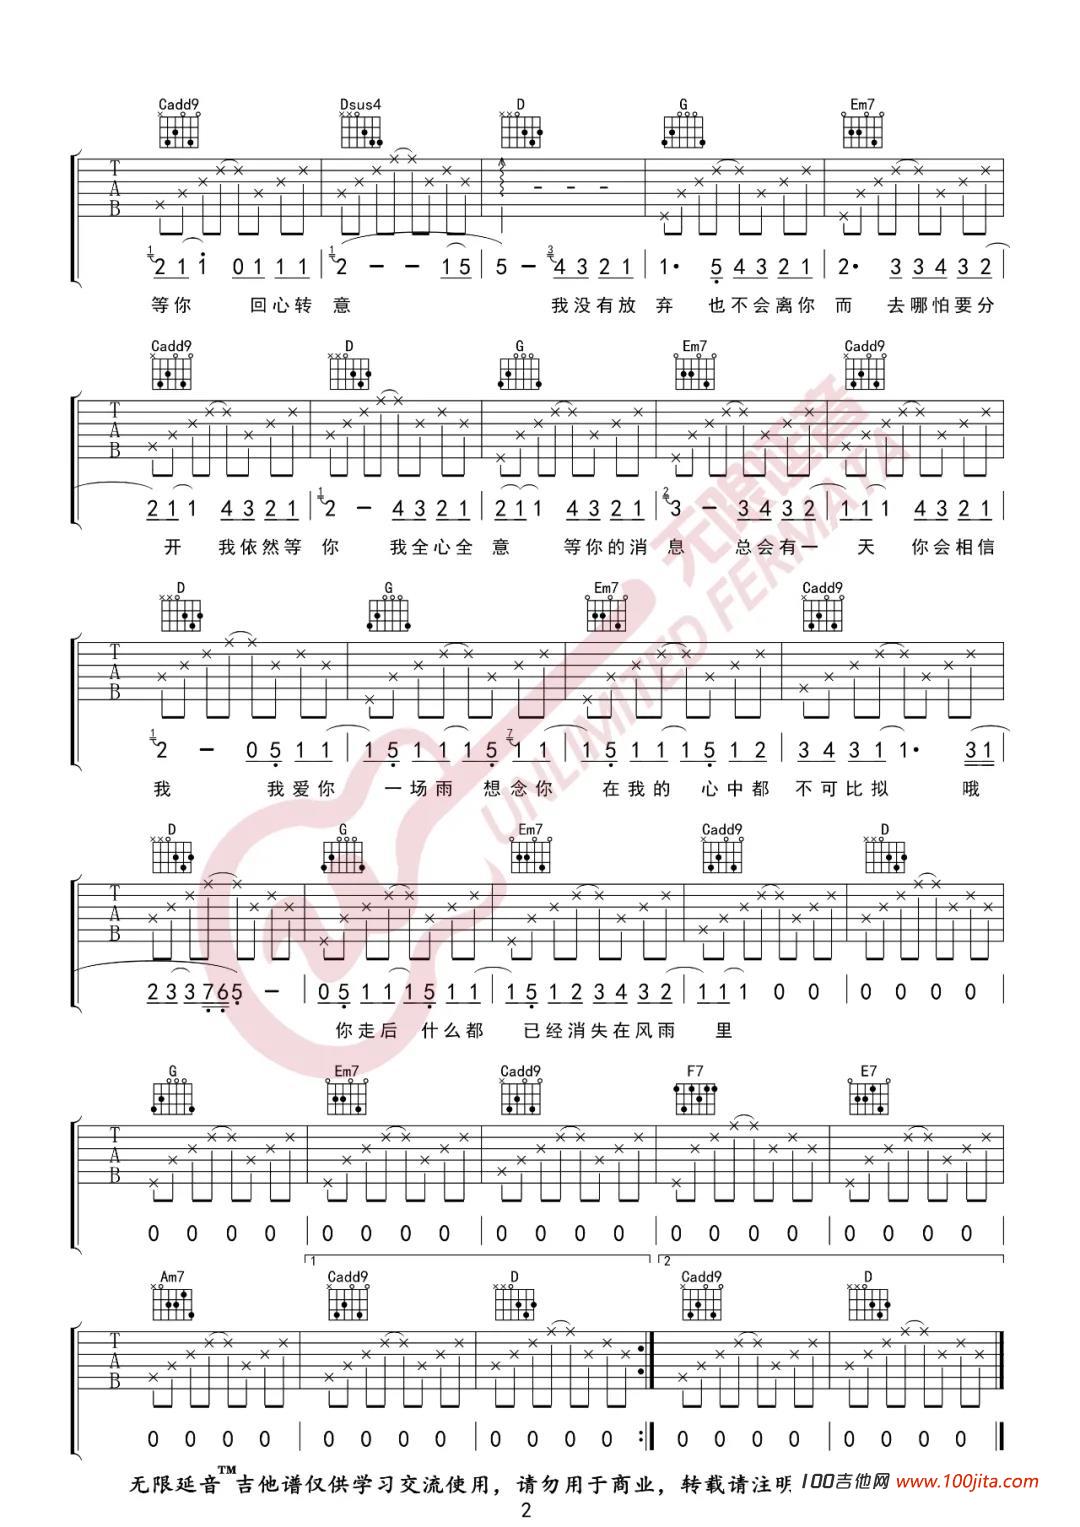 Cadd9 Dsus4 D G Em7
T
A
B
1 2 1 i 0 1 1 1 | 1 2 - - 1 5 | 5 - 3 4 3 2 1 | 1· 5 4 3 2 1 | 2· 3 3 4 3 2
等你 回心转 意 我没有放 弃 也不会离你 而 去哪怕要分
Cadd9 D G Em7 Cadd9
T
A
B
2 1 1 4 3 2 1 | 1 2 - 4 3 2 1 | 2 1 1 4 3 2 1 | 2 3 - 3 4 3 2 | 1 1 1 4 3 2 1
开 我依然等 你 我全心全 意 等你的消 息 总会有一 天 你会相信
D G Em7 Cadd9
T
A
B
1 2 - 0 5 1 1 | 1 5 1 1 1 5 7 1 1 | 1 5 1 1 1 5 1 2 | 3 4 3 1 1· 3 1
我 我爱你 一场雨 想念你 在我的 心中都 不可比拟 哦
D G Em7 Cadd9 D
T
A
B
2 3 3 7 6 5 - | 0 5 1 1 1 5 1 1 | 1 5 1 2 3 4 3 2 | 1 1 1 0 0 | 0 0 0 0
你走后 什么都 已经消失在风雨 里
G Em7 Cadd9 F7 E7
T
A
B
0 0 0 0 | 0 0 0 0 | 0 0 0 0 | 0 0 0 0 | 0 0 0 0
1 2
Am7 Cadd9 D Cadd9 D
T
A
B
0 0 0 0 | 0 0 0 0 | 0 0 0 0 :| 0 0 0 0 | 0 0 0 0
无限延音
UNLIMITED FERMATA
无限延音™吉他谱仅供学习交流使用，请勿用于商业，转载请注明
100吉他网 www.100jita.com
2